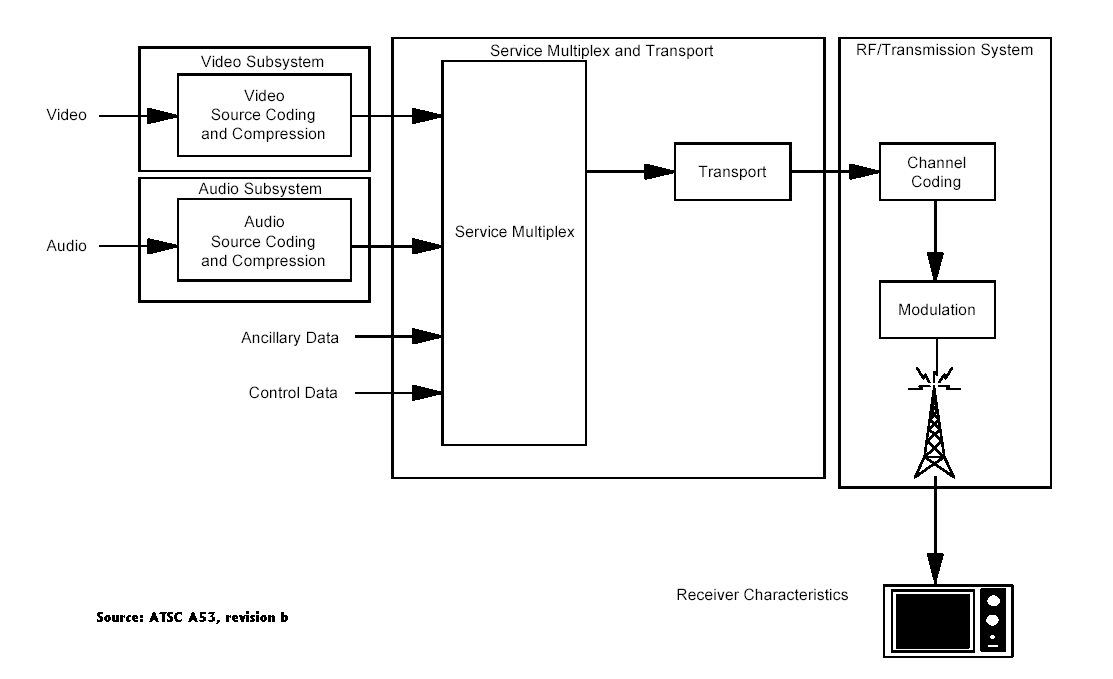 Service Multiplex and Transport
RF/Transmission System
Video Subsystem
Video
Source Coding
and Compression
Video
Transport
Channel
Coding
Audio Subsystem
Audio
Source Coding
and Compression
Audio
Service Multiplex
Modulation
Ancillary Data
Control Data
Receiver Characteristics
Source: ATSC A53, revision b